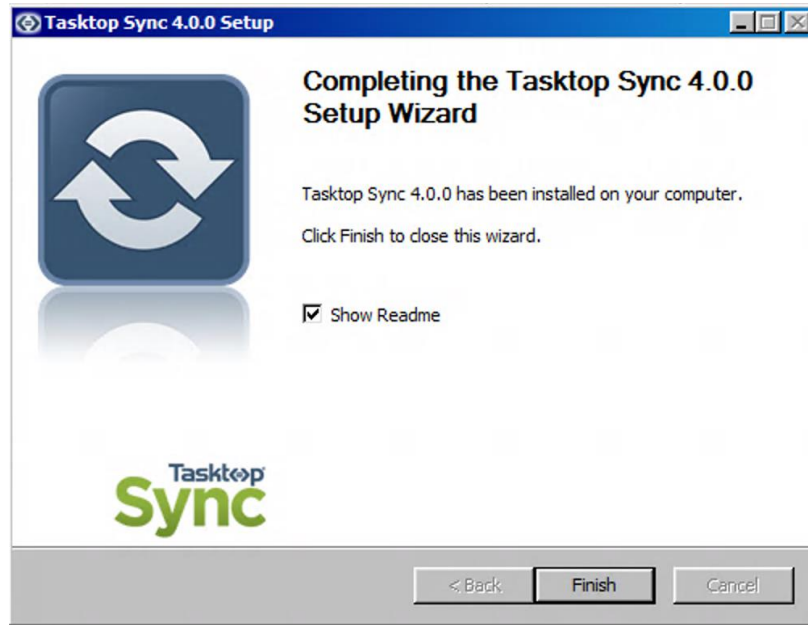 Tasktop Sync 4.0.0 Setup
Completing the Tasktop Sync 4.0.0
Setup Wizard
Tasktop Sync 4.0.0 has been installed on your computer.
Click Finish to close this wizard.
Show Readme
Tasktop
Sync
< Back
Finish
Cancel